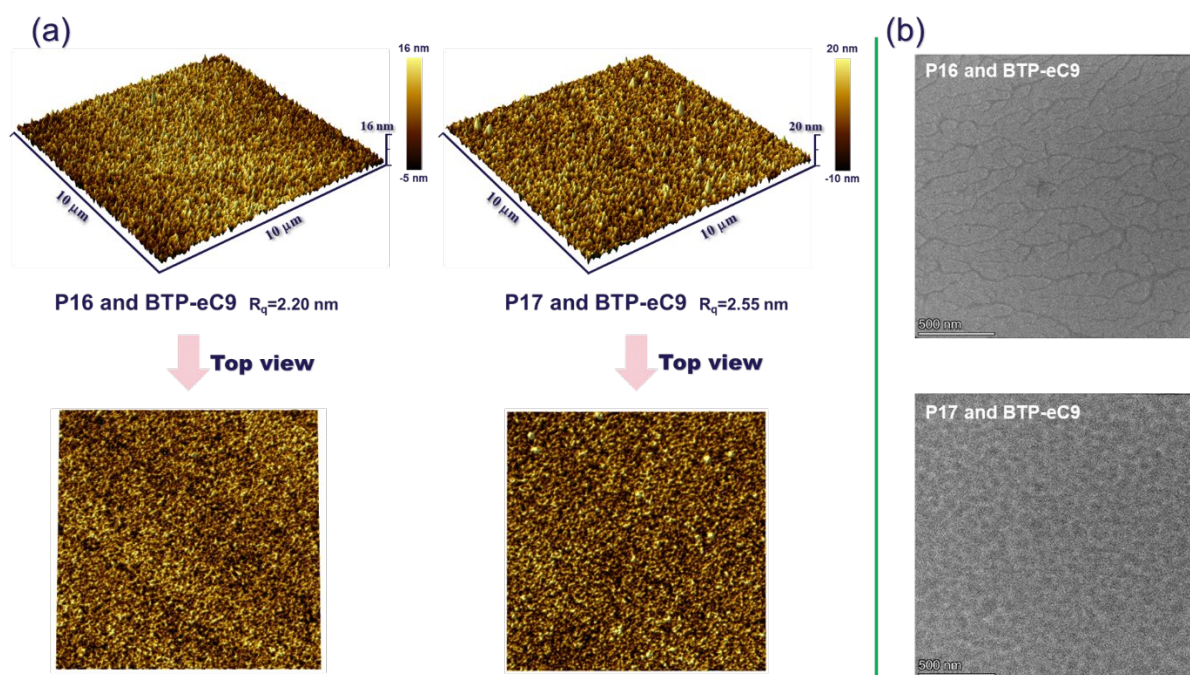 (a)
16 nm
16 nm
-5 nm
10 μm
10 μm
20 nm
20 nm
-10 nm
10 μm
10 μm
P16 and BTP-eC9 Rq=2.20 nm
P17 and BTP-eC9 Rq=2.55 nm
Top view
Top view
(b)
P16 and BTP-eC9
500 nm
P17 and BTP-eC9
500 nm